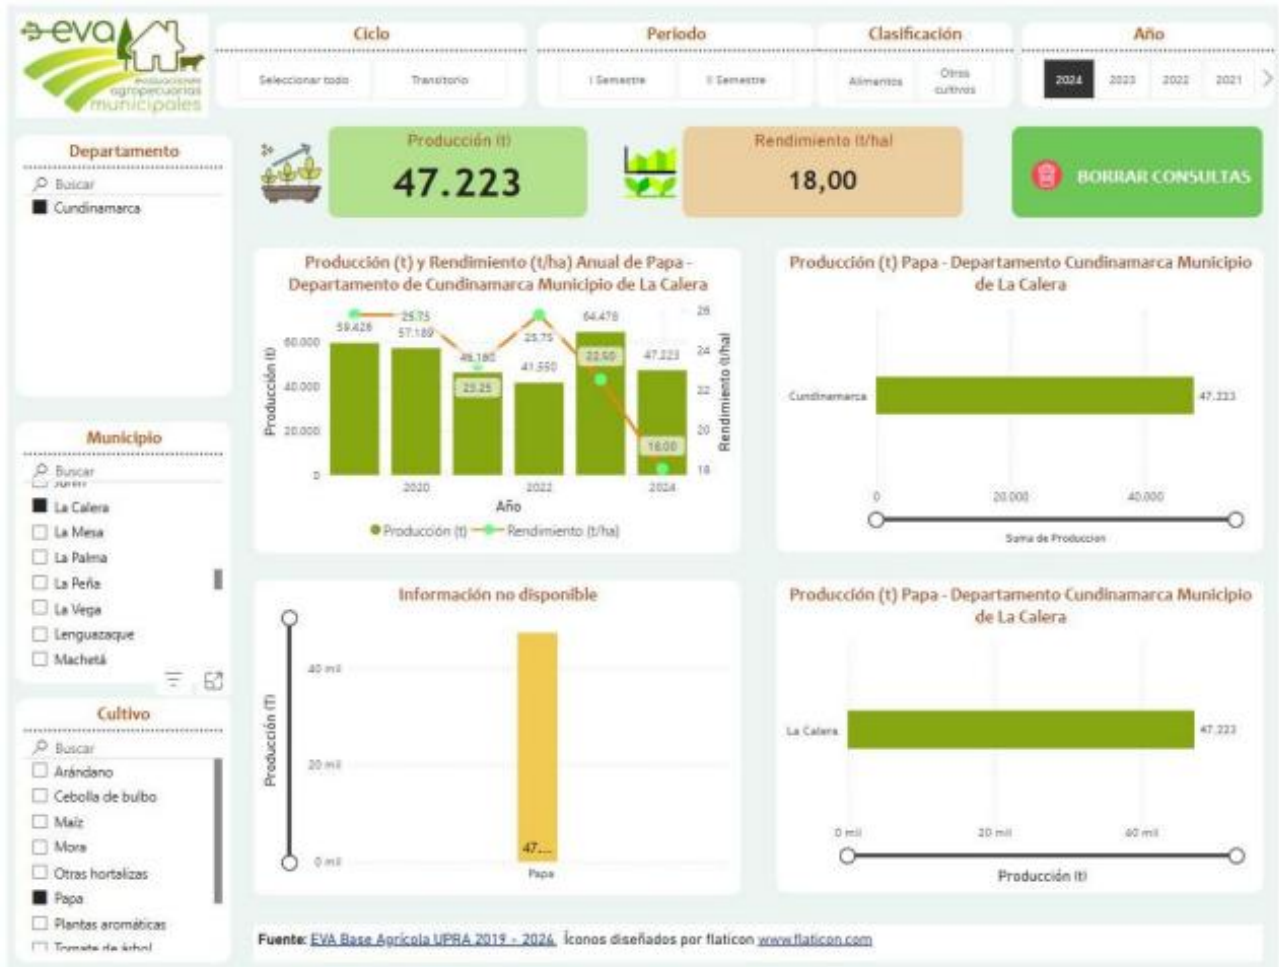 eva
evaluaciones
agropecuarias
municipales
Ciclo
Seleccionar todo
Transitorio
Periodo
I Semestre
II Semestre
Clasificación
Alimentos
Otros
cultivos
Año
2024
2023
2022
2021
Departamento
Buscar
Cundinamarca
Producción (t)
47.223
Rendimiento (t/ha)
18,00
BORRAR CONSULTAS
Producción (t) y Rendimiento (t/ha) Anual de Papa -
Departamento de Cundinamarca Municipio de La Calera
Producción (t)
60.000
40.000
20.000
0
59.426
25.75
57.189
46.180
23.25
25.75
41.550
64.478
22.50
47.223
18.00
26
24
22
20
18
Rendimiento (t/ha)
2020
2022
2024
Año
Producción (t)
Rendimiento (t/ha)
Producción (t) Papa - Departamento Cundinamarca Municipio
de La Calera
Cundinamarca
47.223
0
20.000
40.000
Suma de Produccion
Municipio
Buscar
Junín
La Calera
La Mesa
La Palma
La Peña
La Vega
Lenguazaque
Machetá
Información no disponible
Producción (T)
40 mil
20 mil
0 mil
47....
Papa
Producción (t) Papa - Departamento Cundinamarca Municipio
de La Calera
La Calera
47.223
0 mil
20 mil
40 mil
Producción (t)
Cultivo
Buscar
Arándano
Cebolla de bulbo
Maíz
Mora
Otras hortalizas
Papa
Plantas aromáticas
Tomate de árbol
Fuente: EVA Base Agrícola UPRA 2019 - 2024. Íconos diseñados por flaticon www.flaticon.com